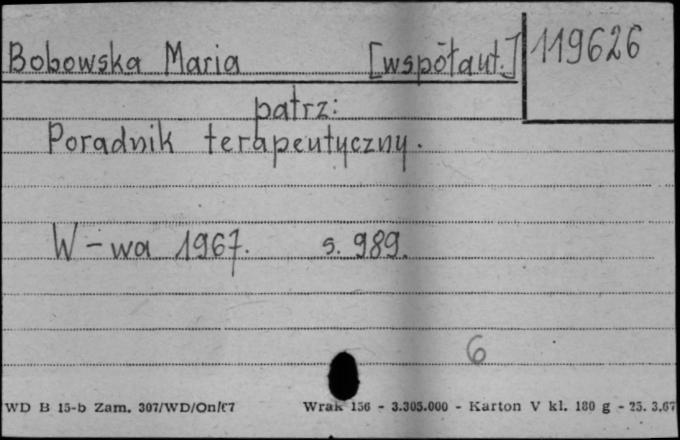 Bobowska Maria [współaut.] 119626
patrz:
Poradnik terapeutyczny.
W-wa 1967. s. 989.
6
WD B 15-b Zam. 307/WD/On/67 Wrak 156 - 3.305.000 - Karton V kl. 180 g - 25. 3.67